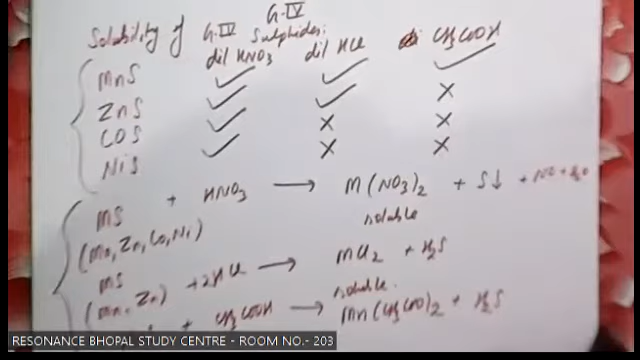 G.IV
Solubility of G.IV Sulphides:
dil HNO3 dil HCl dil CH3COOH
MnS ✓ ✓ ✓
ZnS ✓ ✓ ×
COS ✓ × ×
NiS ✓ × ×
MS + HNO3 ⟶ M(NO3)2 + S↓ + NO + H2O
(Mn, Zn, Co, Ni) soluble
MS + 2HCl ⟶ MCl2 + H2S
(Mn, Zn) soluble.
+ CH3COOH ⟶ Mn(CH3COO)2 + H2S
RESONANCE BHOPAL STUDY CENTRE - ROOM NO.- 203